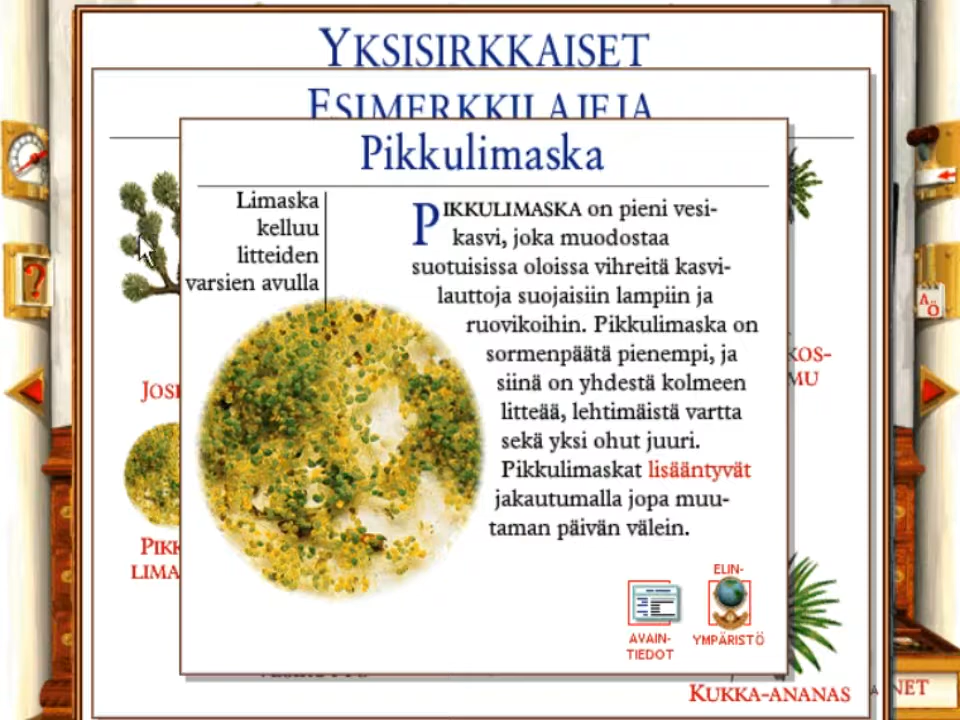 YKSISIRKKAISET
ESIMERKKILAJEJA
Pikkulimaska
Limaska
kelluu
litteiden
varsien avulla
PIKKULIMASKA on pieni vesi-
kasvi, joka muodostaa
suotuisissa oloissa vihreitä kasvi-
lauttoja suojaisiin lampiin ja
ruovikoihin. Pikkulimaska on
sormenpäätä pienempi, ja
siinä on yhdestä kolmeen
litteää, lehtimäistä vartta
sekä yksi ohut juuri.
Pikkulimaskat lisääntyvät
jakautumalla jopa muu-
taman päivän välein.
AVAIN-
TIEDOT
ELIN-
YMPÄRISTÖ
KUKKA-ANANAS
JOS
KOS-
MU
PIKK
LIMA
?
A
Ö
NET